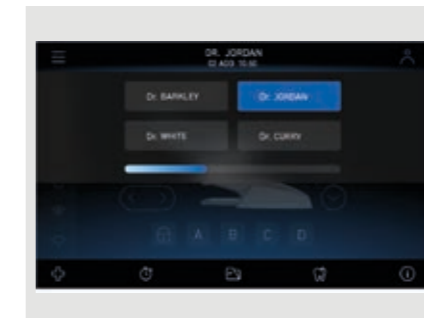 DR. JORDAN
Dr. BARKLEY
Dr. JORDAN
Dr. WHITE
Dr. CURRY
A B C D